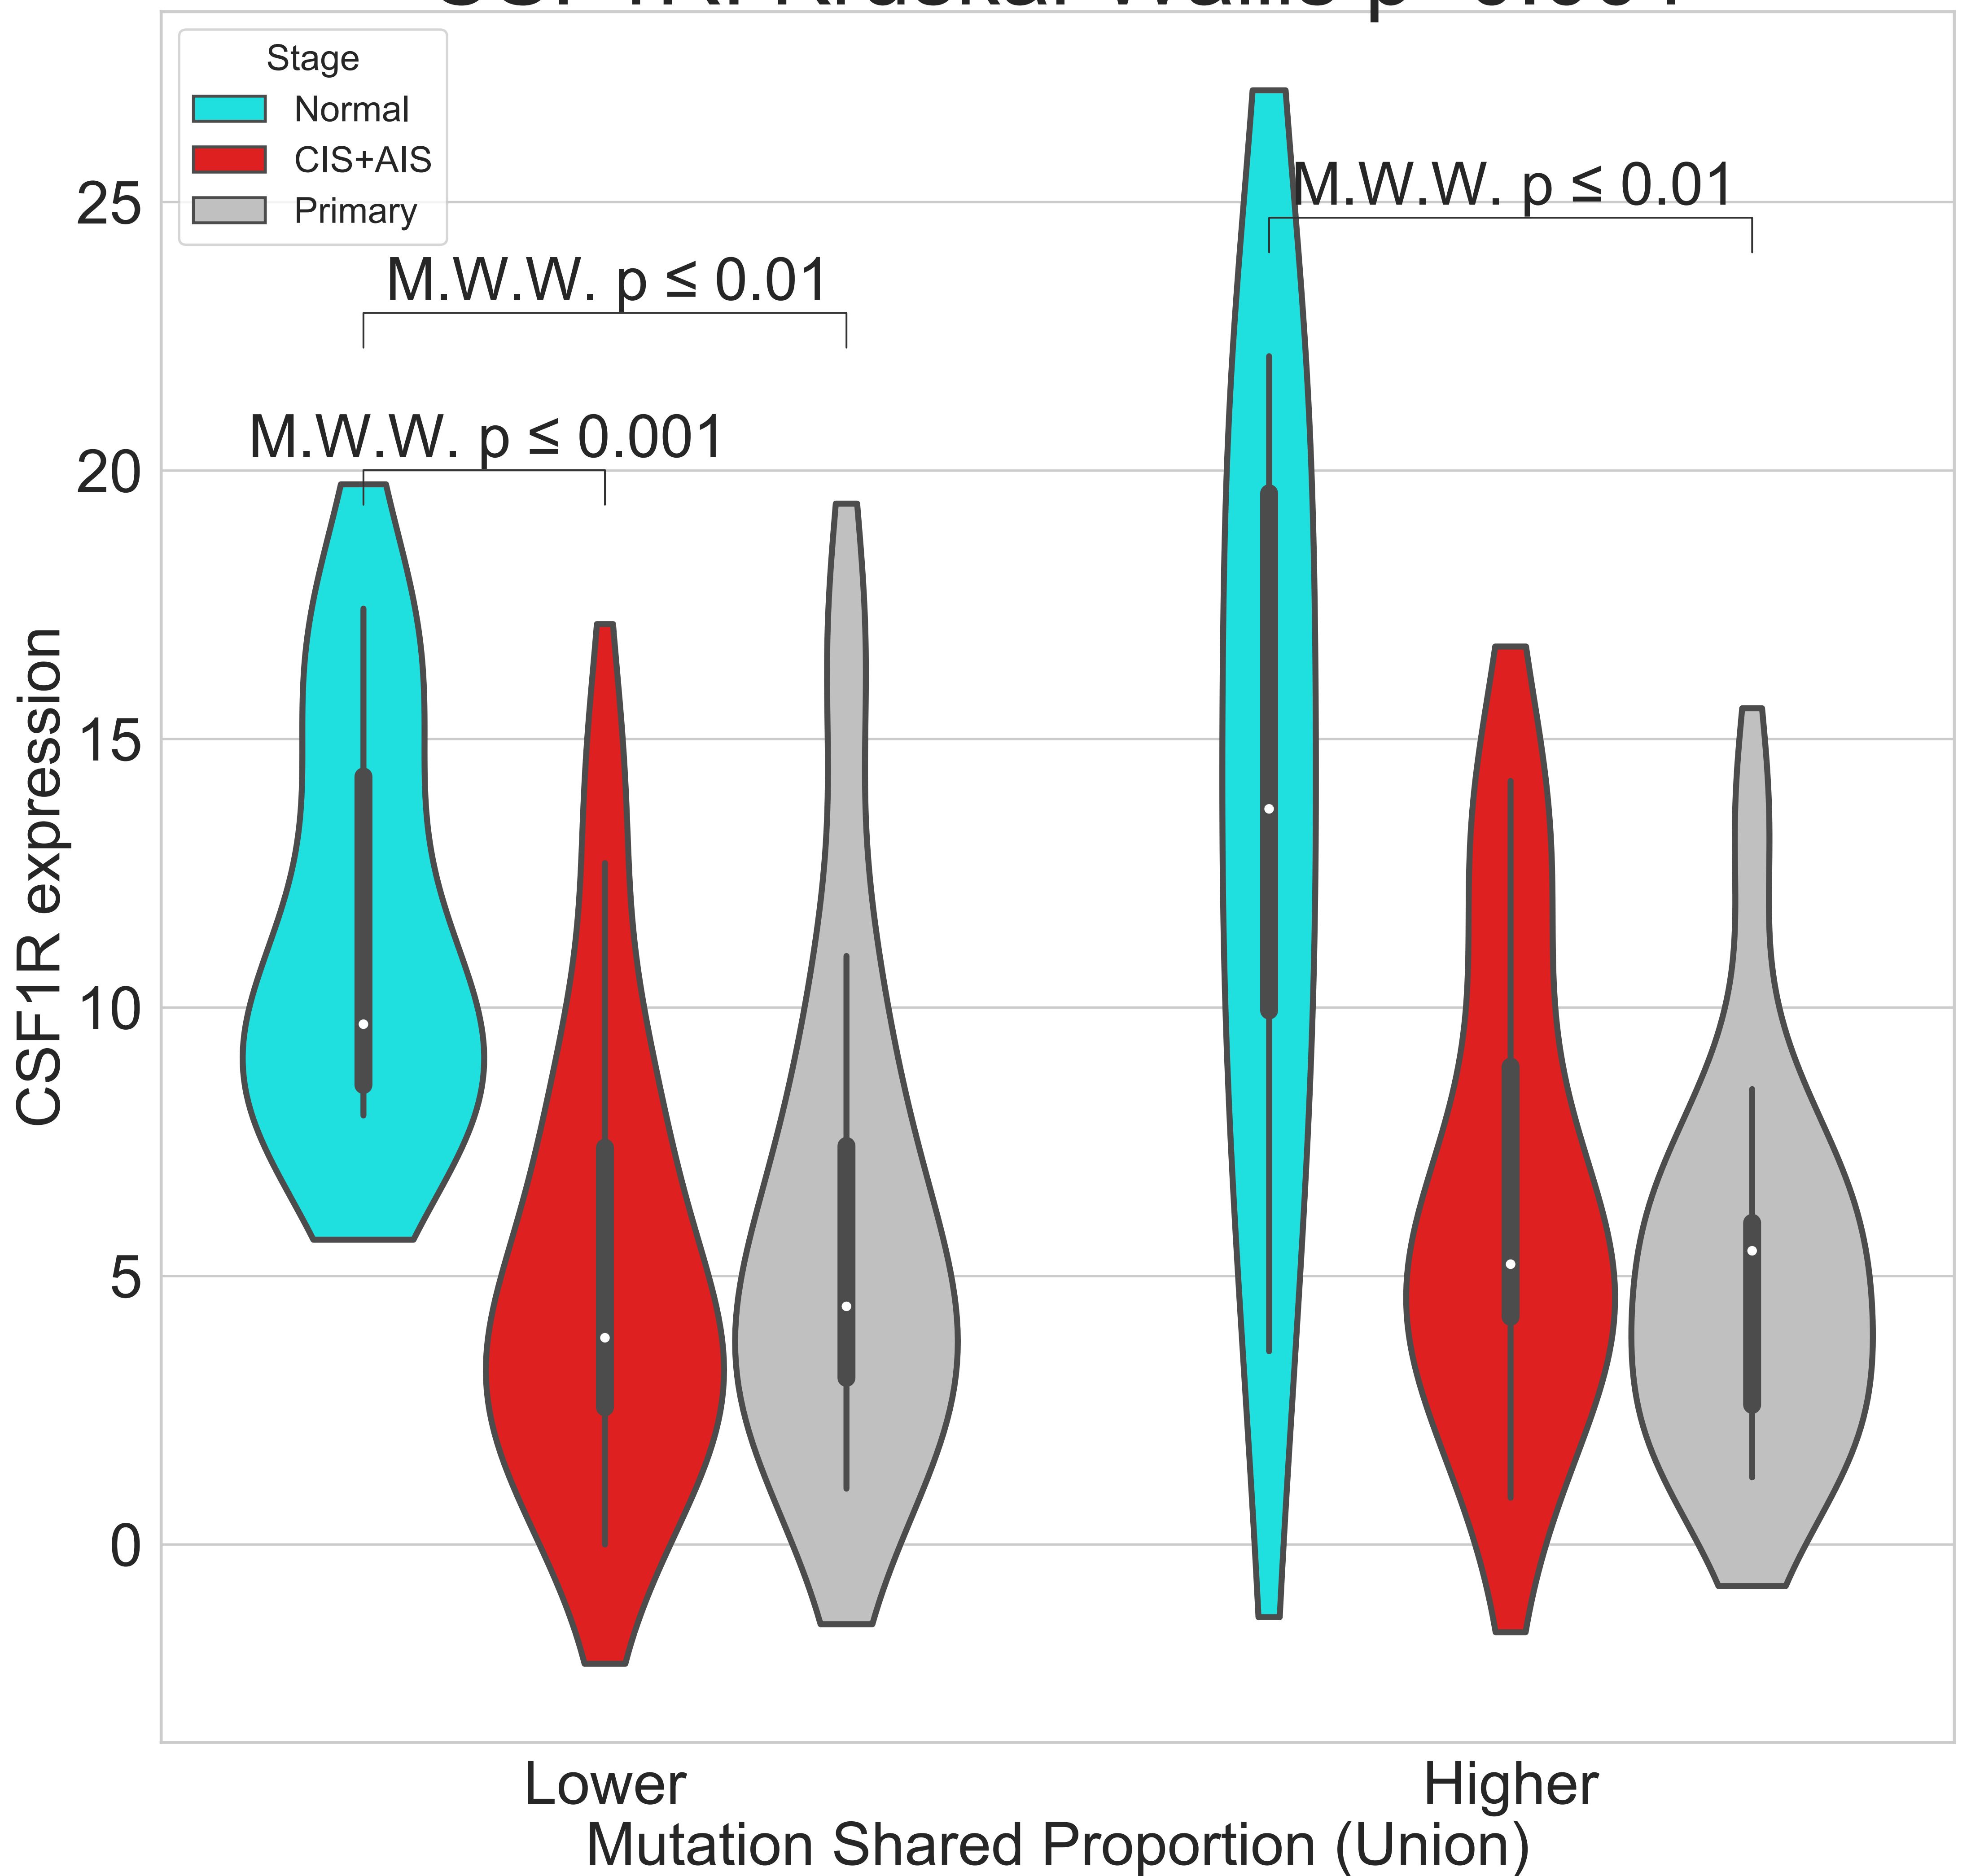 Stage
Normal
CIS+AIS
Primary
M.W.W. p ≤ 0.01
M.W.W. p ≤ 0.01
M.W.W. p ≤ 0.001
25
20
15
10
5
0
CSF1R expression
Lower
Higher
Mutation Shared Proportion (Union)